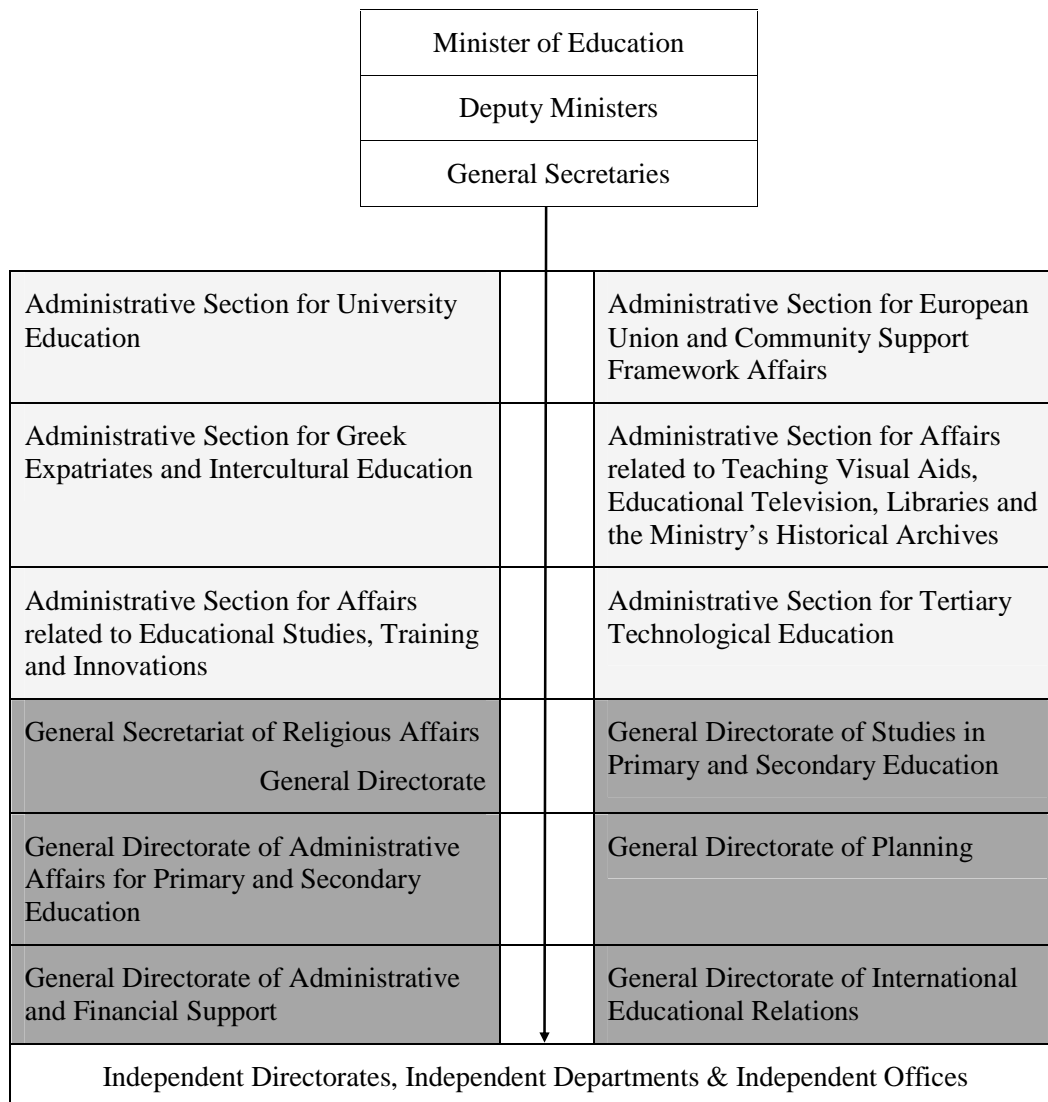 Minister of Education
Deputy Ministers
General Secretaries
Administrative Section for University
Education
Administrative Section for European
Union and Community Support
Framework Affairs
Administrative Section for Greek
Expatriates and Intercultural Education
Administrative Section for Affairs
related to Teaching Visual Aids,
Educational Television, Libraries and
the Ministry’s Historical Archives
Administrative Section for Affairs
related to Educational Studies, Training
and Innovations
Administrative Section for Tertiary
Technological Education
General Secretariat of Religious Affairs
General Directorate
General Directorate of Studies in
Primary and Secondary Education
General Directorate of Administrative
Affairs for Primary and Secondary
Education
General Directorate of Planning
General Directorate of Administrative
and Financial Support
General Directorate of International
Educational Relations
Independent Directorates, Independent Departments & Independent Offices